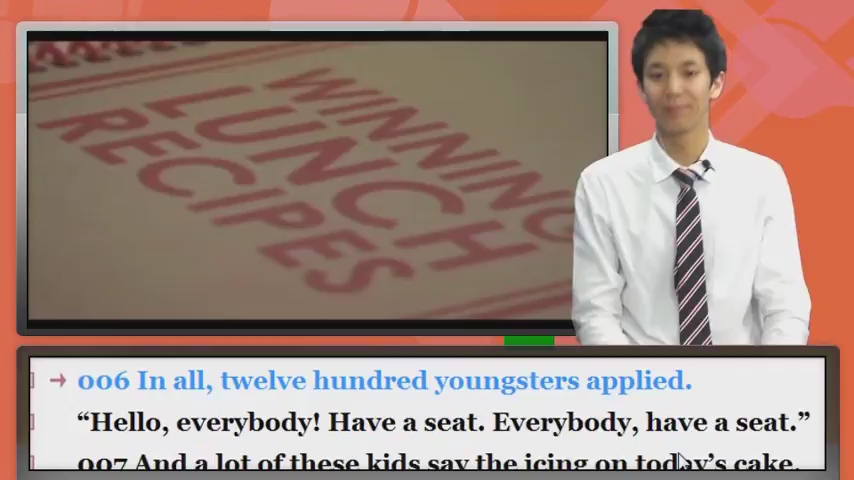 WINNING
LUNCH
RECIPES
→ 006 In all, twelve hundred youngsters applied.
“Hello, everybody! Have a seat. Everybody, have a seat.”
007 And a lot of these kids say the icing on today’s cake,